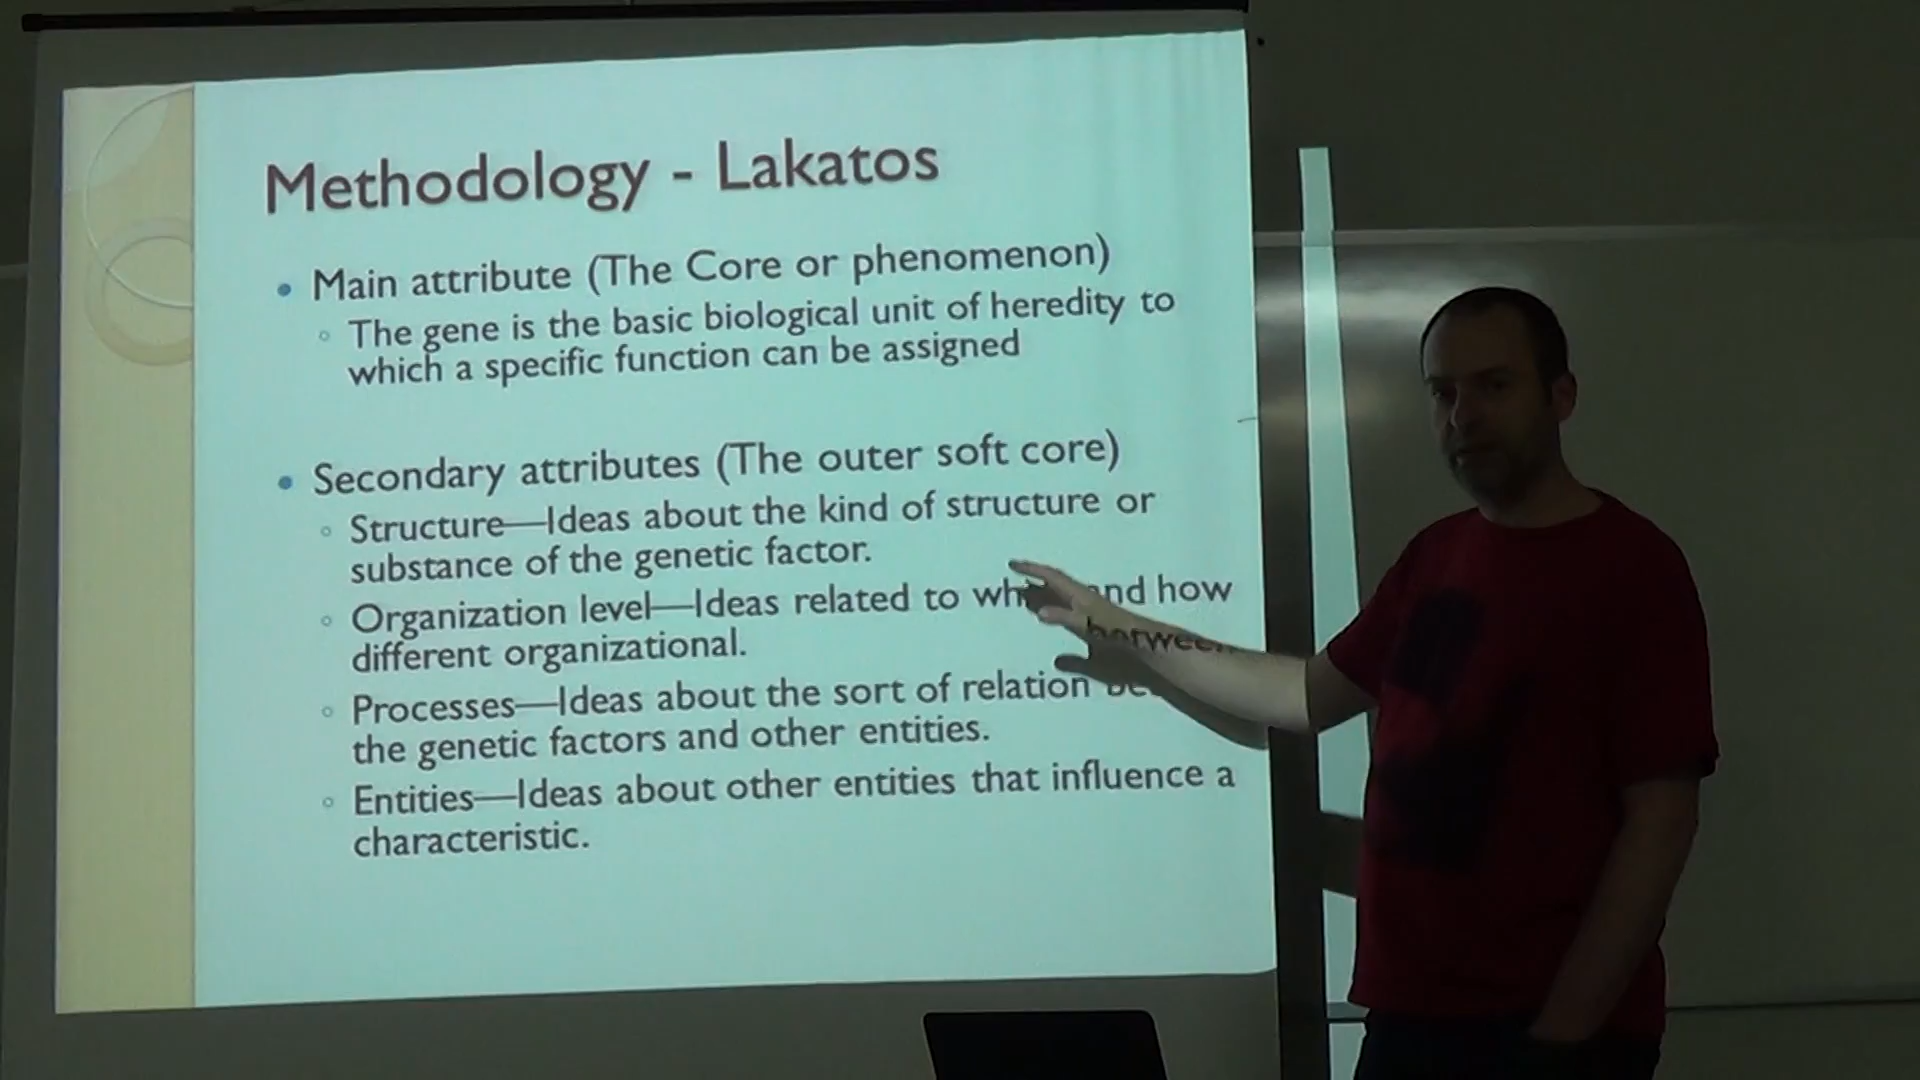 Methodology - Lakatos
• Main attribute (The Core or phenomenon)
◦ The gene is the basic biological unit of heredity to
which a specific function can be assigned
• Secondary attributes (The outer soft core)
◦ Structure—Ideas about the kind of structure or
substance of the genetic factor.
◦ Organization level—Ideas related to and how
different organizational.
◦ Processes—Ideas about the sort of relation between
the genetic factors and other entities.
◦ Entities—Ideas about other entities that influence a
characteristic.